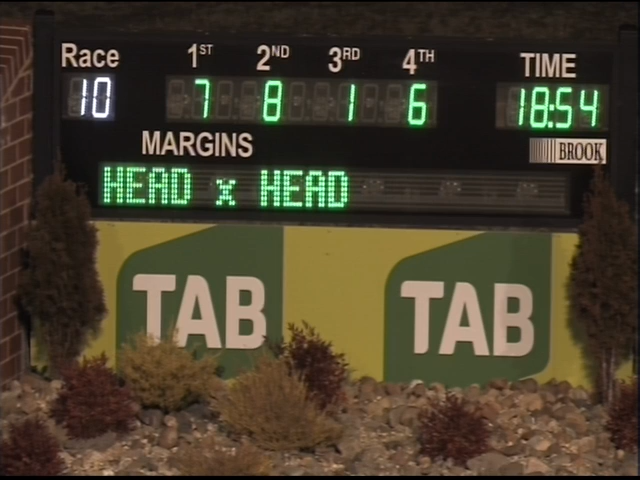 Race 1ST 2ND 3RD 4TH TIME
10 7 8 1 6 18:54
MARGINS BROOK
HEAD x HEAD
TAB TAB